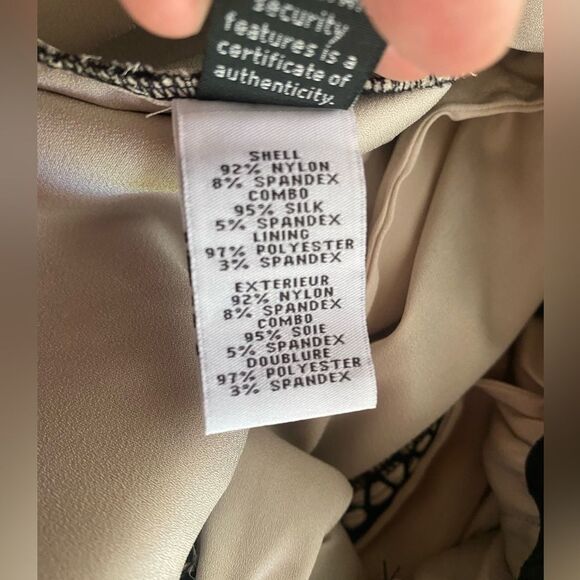 security
features is a
certificate of
authenticity.
SHELL
92% NYLON
8% SPANDEX
COMBO
95% SILK
5% SPANDEX
LINING
97% POLYESTER
3% SPANDEX
EXTERIEUR
92% NYLON
8% SPANDEX
COMBO
95% SOIE
5% SPANDEX
DOUBLURE
97% POLYESTER
3% SPANDEX